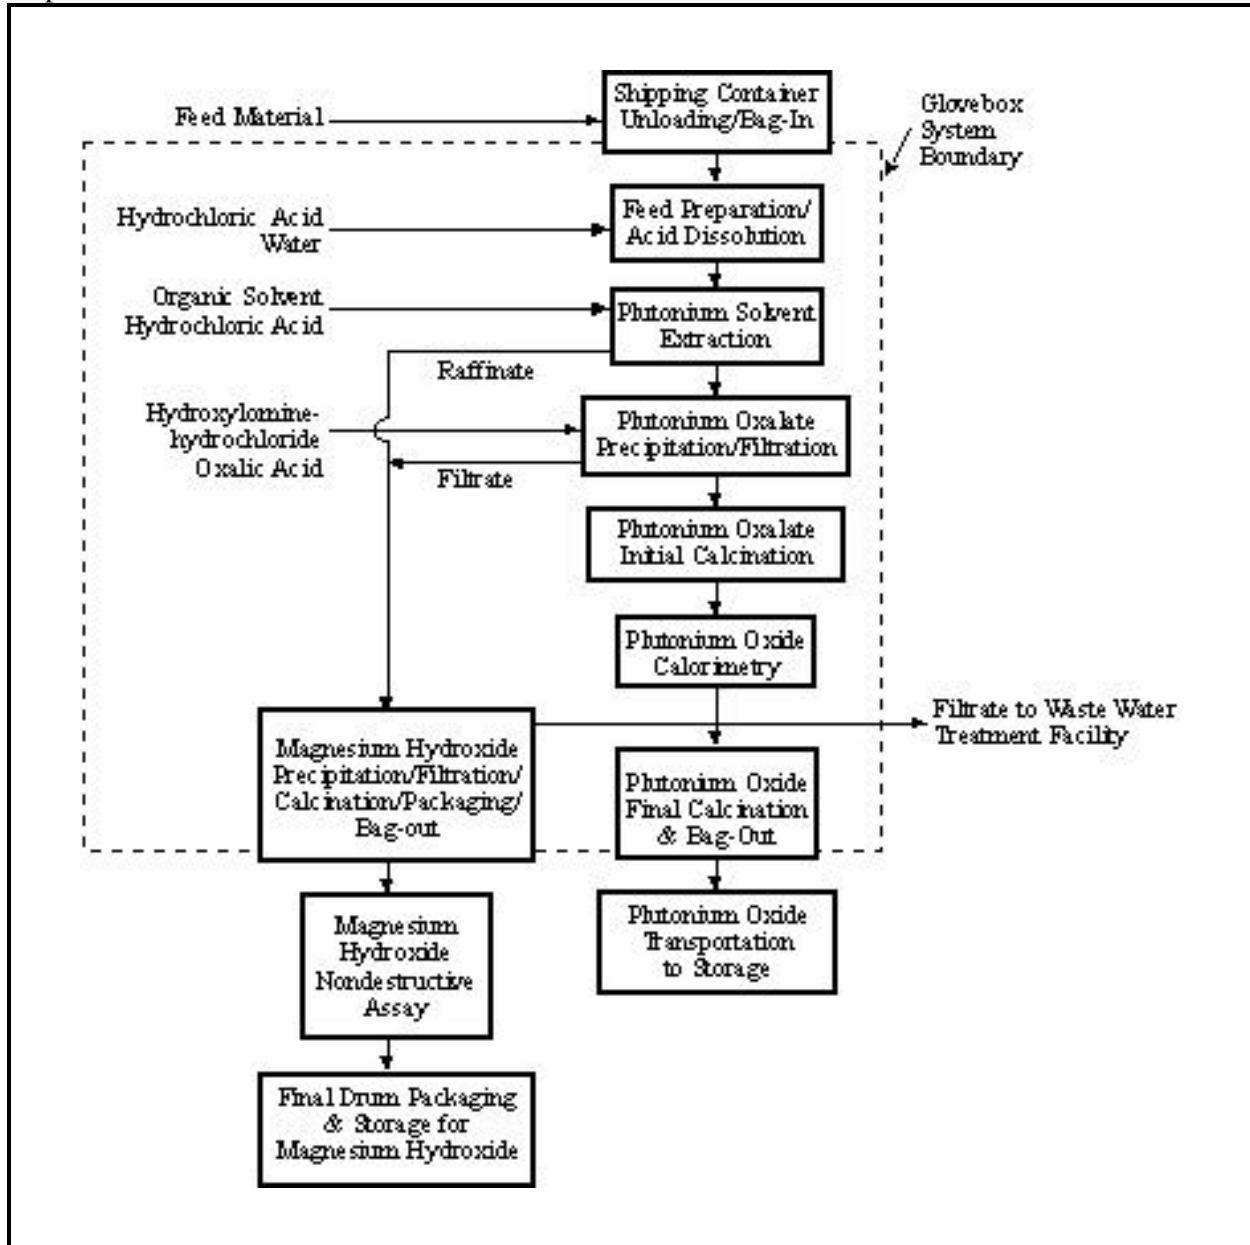 Shipping Container
Unloading/Bag-In
Feed Material
Glovebox
System
Boundary
Feed Preparation/
Acid Dissolution
Hydrochloric Acid
Water
Organic Solvent
Hydrochloric Acid
Plutonium Solvent
Extraction
Raffinate
Hydroxylomine-
hydrochloride
Oxalic Acid
Plutonium Oxalate
Precipitation/Filtration
Filtrate
Plutonium Oxalate
Initial Calcination
Plutonium Oxide
Calorimetry
Filtrate to Waste Water
Treatment Facility
Magnesium Hydroxide
Precipitation/Filtration/
Calcination/Packaging/
Bag-out
Plutonium Oxide
Final Calcination
& Bag-Out
Magnesium
Hydroxide
Nondestructive
Assay
Plutonium Oxide
Transportation
to Storage
Final Drum Packaging
& Storage for
Magnesium Hydroxide